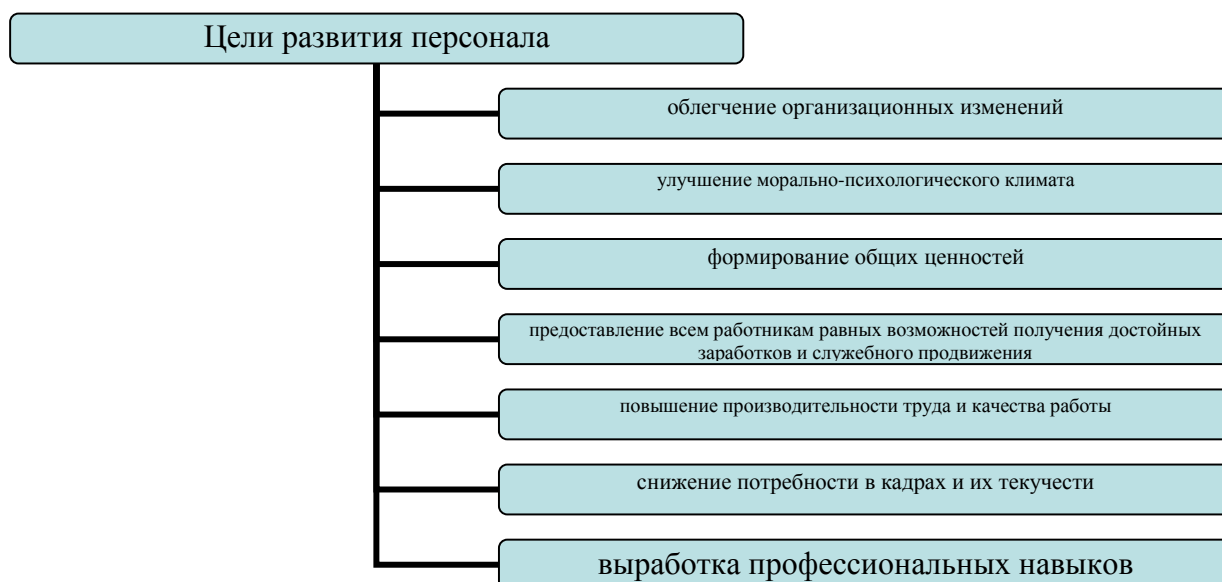 Цели развития персонала
облегчение организационных изменений
улучшение морально-психологического климата
формирование общих ценностей
предоставление всем работникам равных возможностей получения достойных
заработков и служебного продвижения
повышение производительности труда и качества работы
снижение потребности в кадрах и их текучести
выработка профессиональных навыков